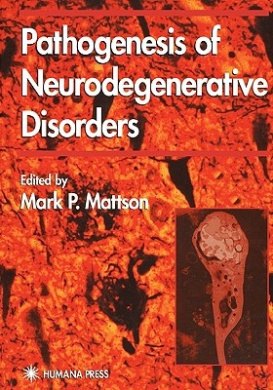 Pathogenesis of
Neurodegenerative
Disorders
Edited by
Mark P. Mattson
HUMANA PRESS